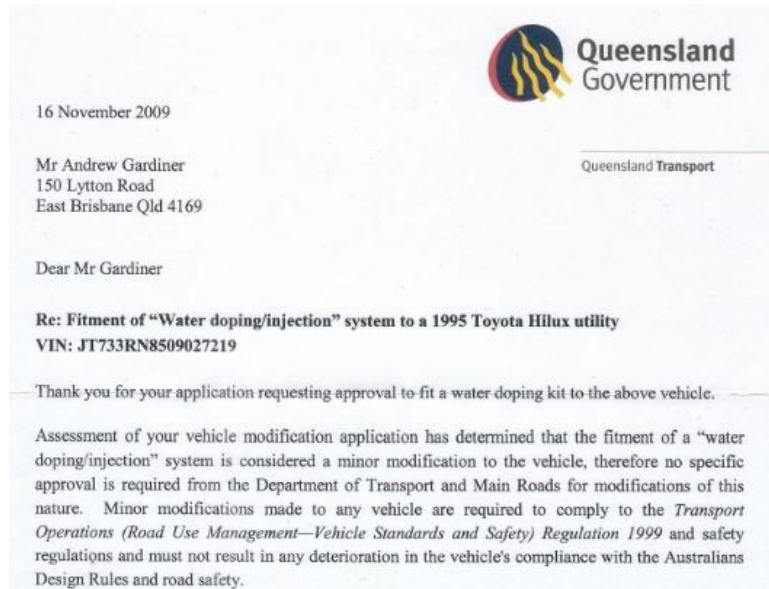 Queensland
Government
16 November 2009
Mr Andrew Gardiner
150 Lytton Road
East Brisbane Qld 4169
Queensland Transport
Dear Mr Gardiner
Re: Fitment of “Water doping/injection” system to a 1995 Toyota Hilux utility
VIN: JT733RN8509027219
Thank you for your application requesting approval to fit a water doping kit to the above vehicle.
Assessment of your vehicle modification application has determined that the fitment of a “water
doping/injection” system is considered a minor modification to the vehicle, therefore no specific
approval is required from the Department of Transport and Main Roads for modifications of this
nature. Minor modifications made to any vehicle are required to comply to the Transport
Operations (Road Use Management—Vehicle Standards and Safety) Regulation 1999 and safety
regulations and must not result in any deterioration in the vehicle's compliance with the Australians
Design Rules and road safety.